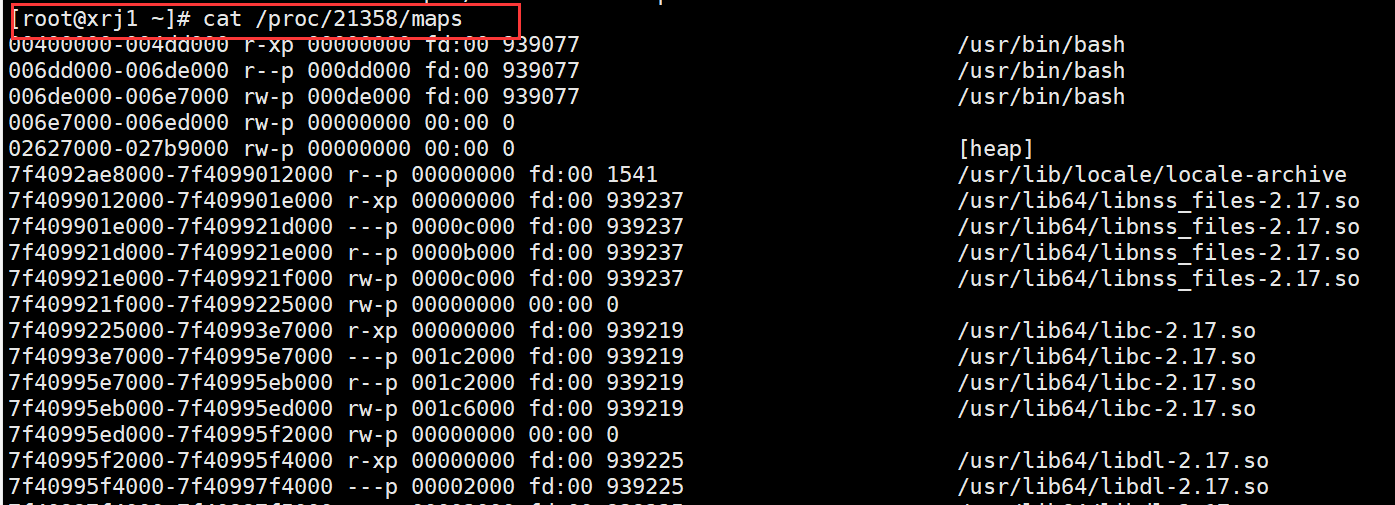 [root@xrj1 ~]# cat /proc/21358/maps
00400000-004dd000 r-xp 00000000 fd:00 939077 /usr/bin/bash
006dd000-006de000 r--p 000dd000 fd:00 939077 /usr/bin/bash
006de000-006e7000 rw-p 000de000 fd:00 939077 /usr/bin/bash
006e7000-006ed000 rw-p 00000000 00:00 0
02627000-027b9000 rw-p 00000000 00:00 0 [heap]
7f4092ae8000-7f4099012000 r--p 00000000 fd:00 1541 /usr/lib/locale/locale-archive
7f4099012000-7f409901e000 r-xp 00000000 fd:00 939237 /usr/lib64/libnss_files-2.17.so
7f409901e000-7f409921d000 ---p 0000c000 fd:00 939237 /usr/lib64/libnss_files-2.17.so
7f409921d000-7f409921e000 r--p 0000b000 fd:00 939237 /usr/lib64/libnss_files-2.17.so
7f409921e000-7f409921f000 rw-p 0000c000 fd:00 939237 /usr/lib64/libnss_files-2.17.so
7f409921f000-7f4099225000 rw-p 00000000 00:00 0
7f4099225000-7f40993e7000 r-xp 00000000 fd:00 939219 /usr/lib64/libc-2.17.so
7f40993e7000-7f40995e7000 ---p 001c2000 fd:00 939219 /usr/lib64/libc-2.17.so
7f40995e7000-7f40995eb000 r--p 001c2000 fd:00 939219 /usr/lib64/libc-2.17.so
7f40995eb000-7f40995ed000 rw-p 001c6000 fd:00 939219 /usr/lib64/libc-2.17.so
7f40995ed000-7f40995f2000 rw-p 00000000 00:00 0
7f40995f2000-7f40995f4000 r-xp 00000000 fd:00 939225 /usr/lib64/libdl-2.17.so
7f40995f4000-7f40997f4000 ---p 00002000 fd:00 939225 /usr/lib64/libdl-2.17.so